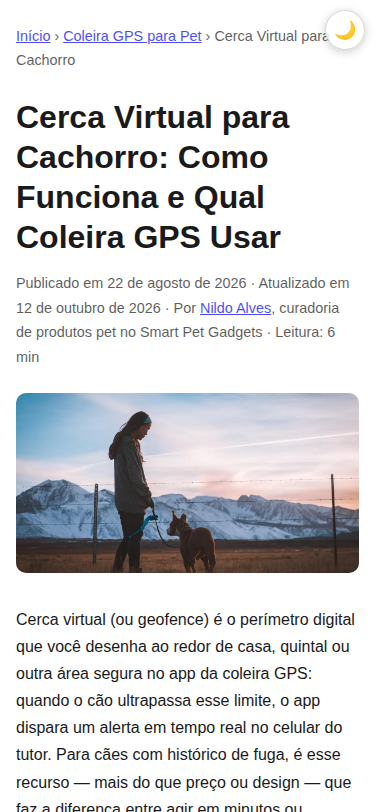 Início › Coleira GPS para Pet › Cerca Virtual para
Cachorro
Cerca Virtual para
Cachorro: Como
Funciona e Qual
Coleira GPS Usar
Publicado em 22 de agosto de 2026 · Atualizado em
12 de outubro de 2026 · Por Nildo Alves, curadoria
de produtos pet no Smart Pet Gadgets · Leitura: 6
min
Cerca virtual (ou geofence) é o perímetro digital
que você desenha ao redor de casa, quintal ou
outra área segura no app da coleira GPS:
quando o cão ultrapassa esse limite, o app
dispara um alerta em tempo real no celular do
tutor. Para cães com histórico de fuga, é esse
recurso — mais do que preço ou design — que
faz a diferença entre agir em minutos ou